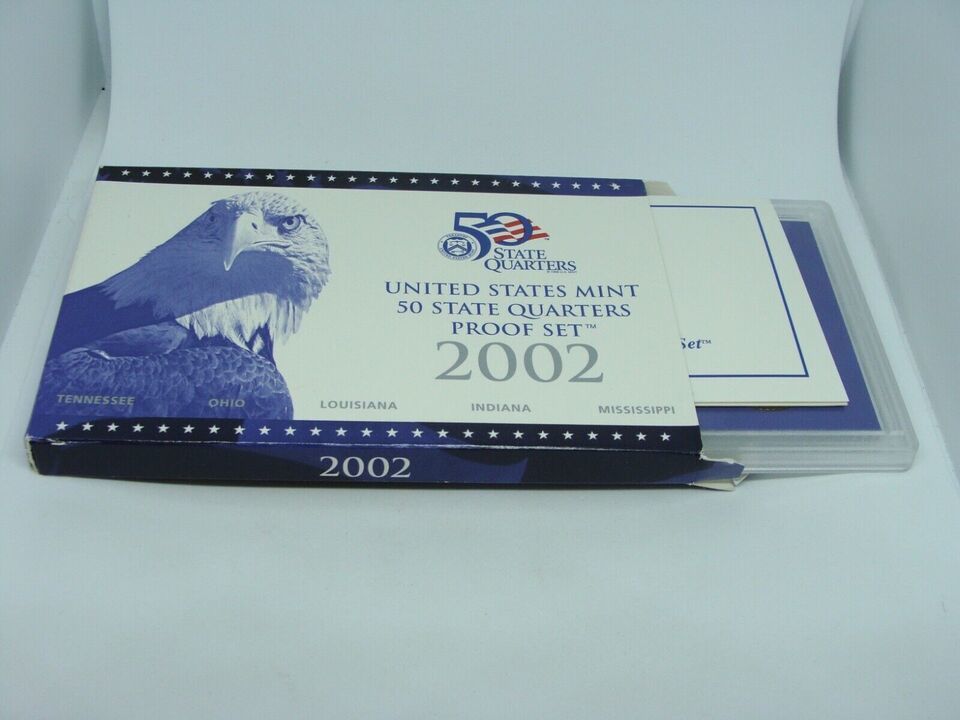 50
STATE
QUARTERS
UNITED STATES MINT
50 STATE QUARTERS
PROOF SET™
2002
TENNESSEE OHIO LOUISIANA INDIANA MISSISSIPPI
2002
Set™